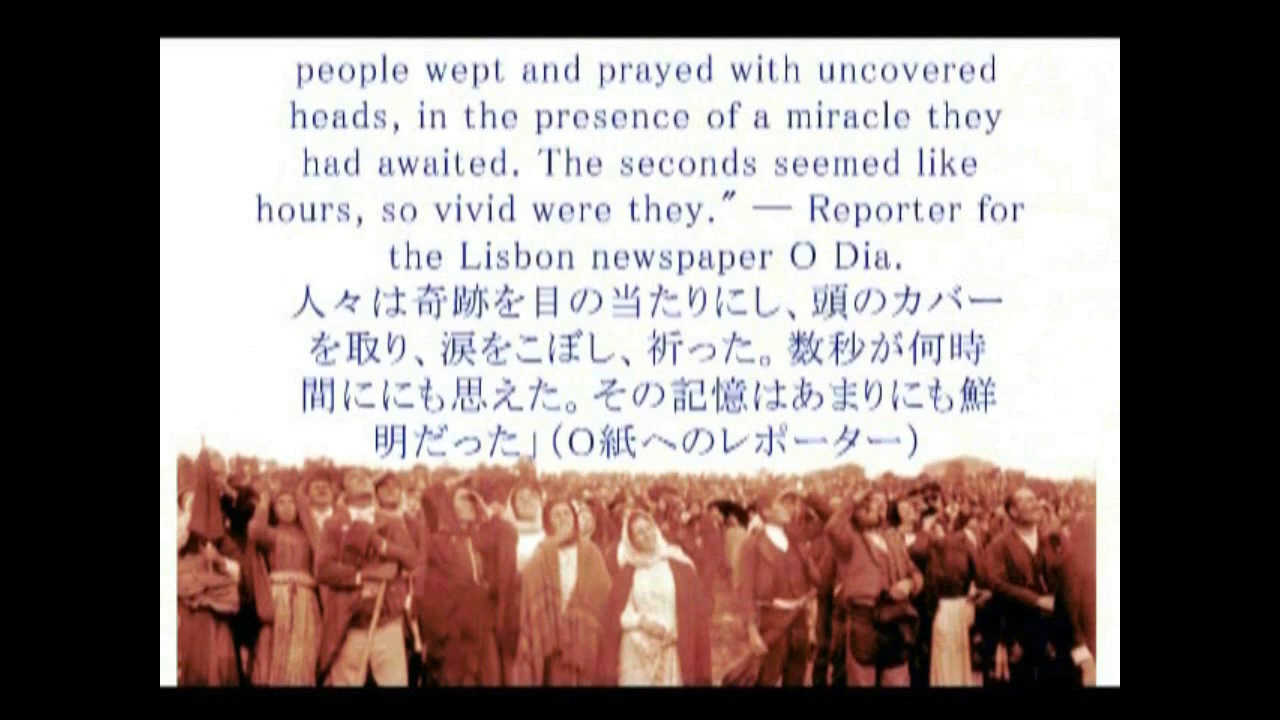 people wept and prayed with uncovered
heads, in the presence of a miracle they
had awaited. The seconds seemed like
hours, so vivid were they.″ — Reporter for
the Lisbon newspaper O Dia.
人々は奇跡を目の当たりにし、頭のカバー
を取り、涙をこぼし、祈った。数秒が何時
間ににも思えた。その記憶はあまりにも鮮
明だった」（O紙へのレポーター）